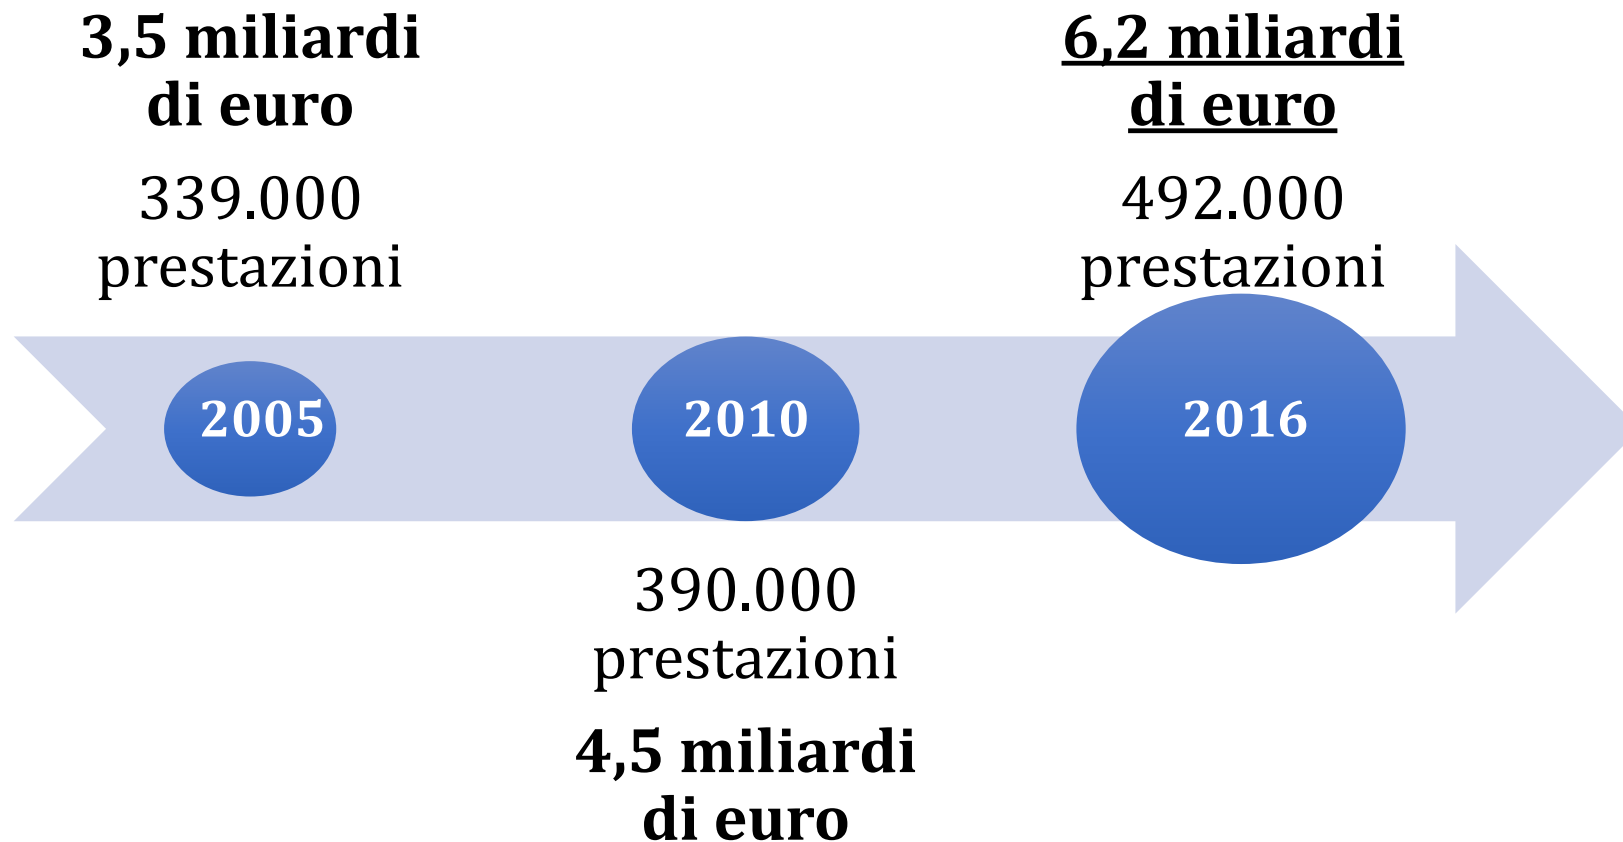 3,5 miliardi
di euro
339.000
prestazioni
2005
2010
390.000
prestazioni
4,5 miliardi
di euro
6,2 miliardi
di euro
492.000
prestazioni
2016